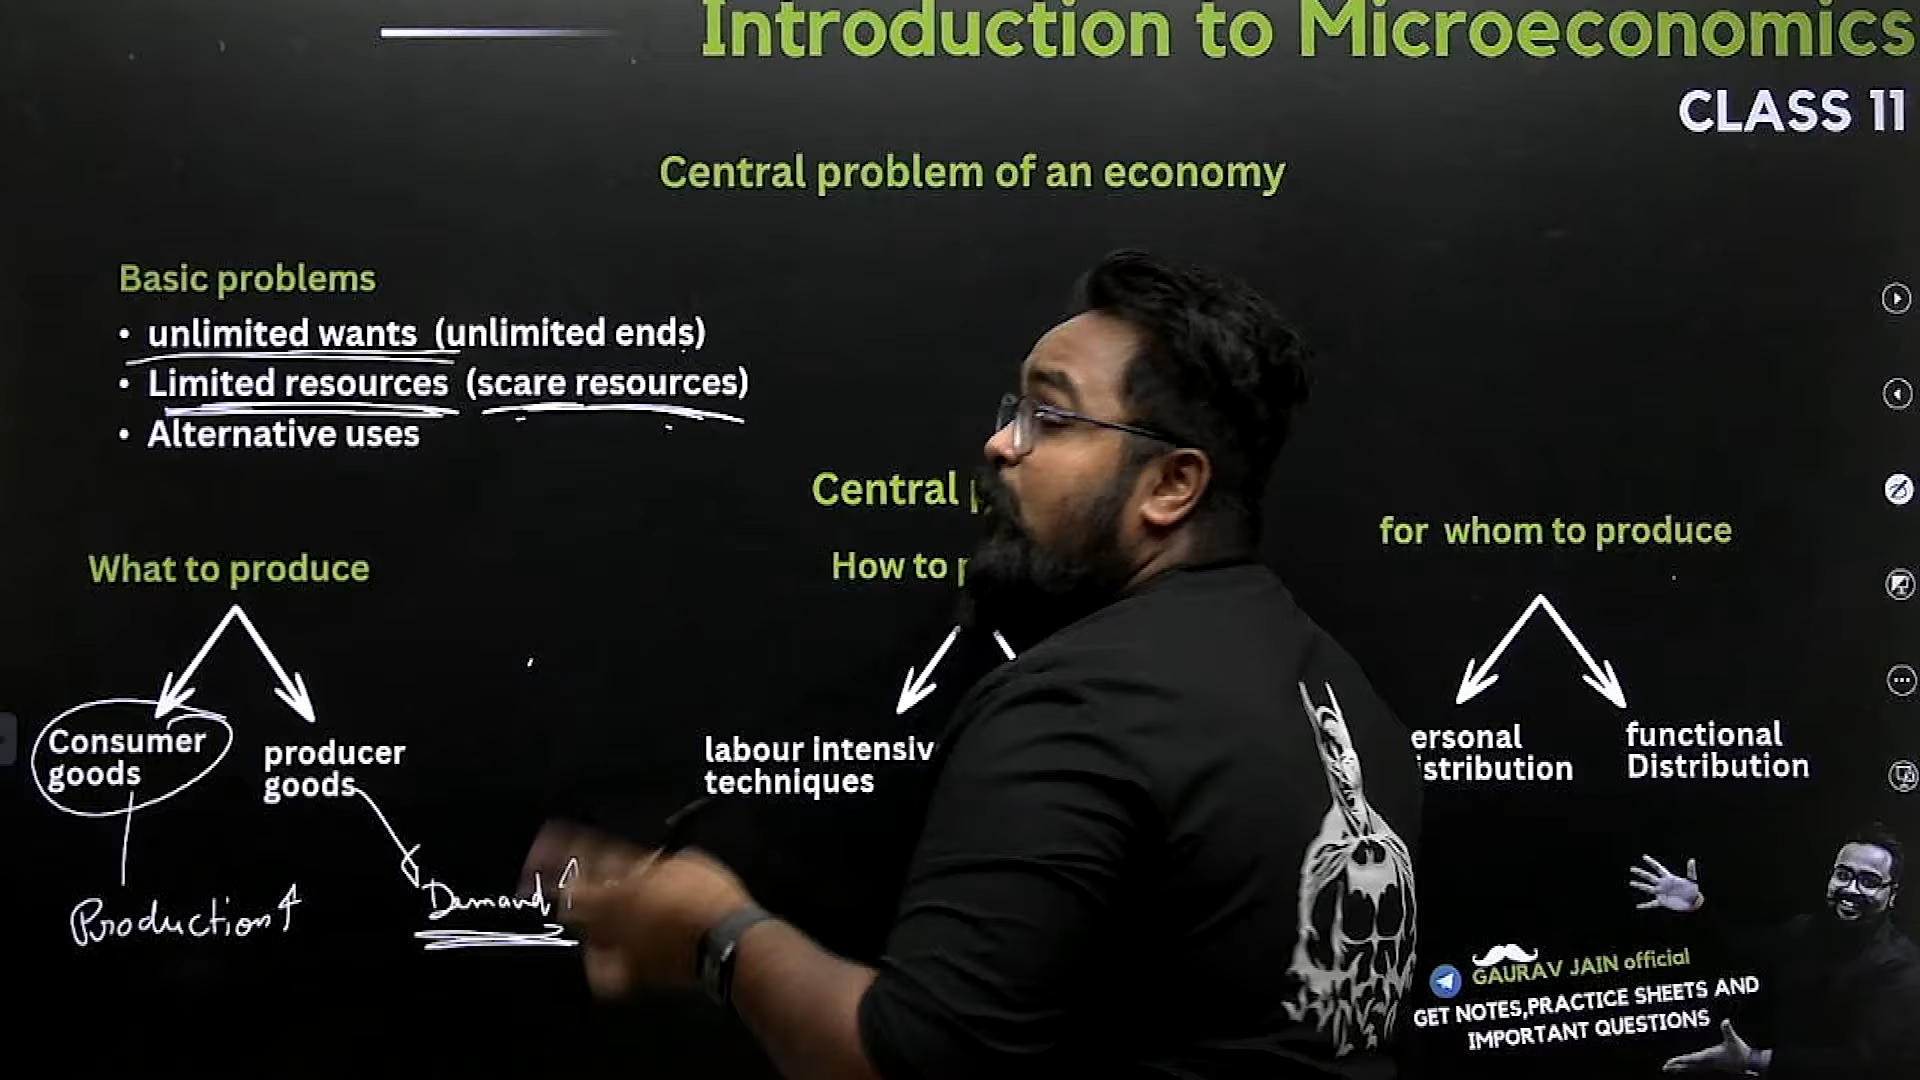 Introduction to Microeconomics
CLASS 11
Central problem of an economy
Basic problems
• unlimited wants (unlimited ends)
• Limited resources (scare resources)
• Alternative uses
Central
What to produce
How to
for whom to produce
Consumer
goods
producer
goods
labour intensiv
techniques
ersonal
istribution
functional
Distribution
Production↑
Demand ↑
GAURAV JAIN official
GET NOTES,PRACTICE SHEETS AND
IMPORTANT QUESTIONS